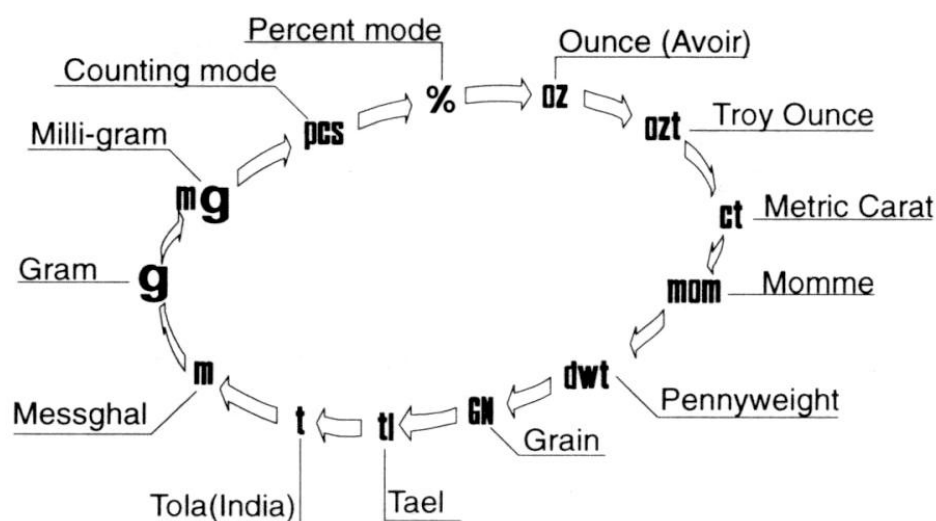 Percent mode
Ounce (Avoir)
Counting mode
%
oz
pcs
ozt
Troy Ounce
Milli-gram
mg
ct
Metric Carat
Gram
g
mom
Momme
m
dwt
Messghal
t
tl
GN
Pennyweight
Grain
Tola(India)
Tael